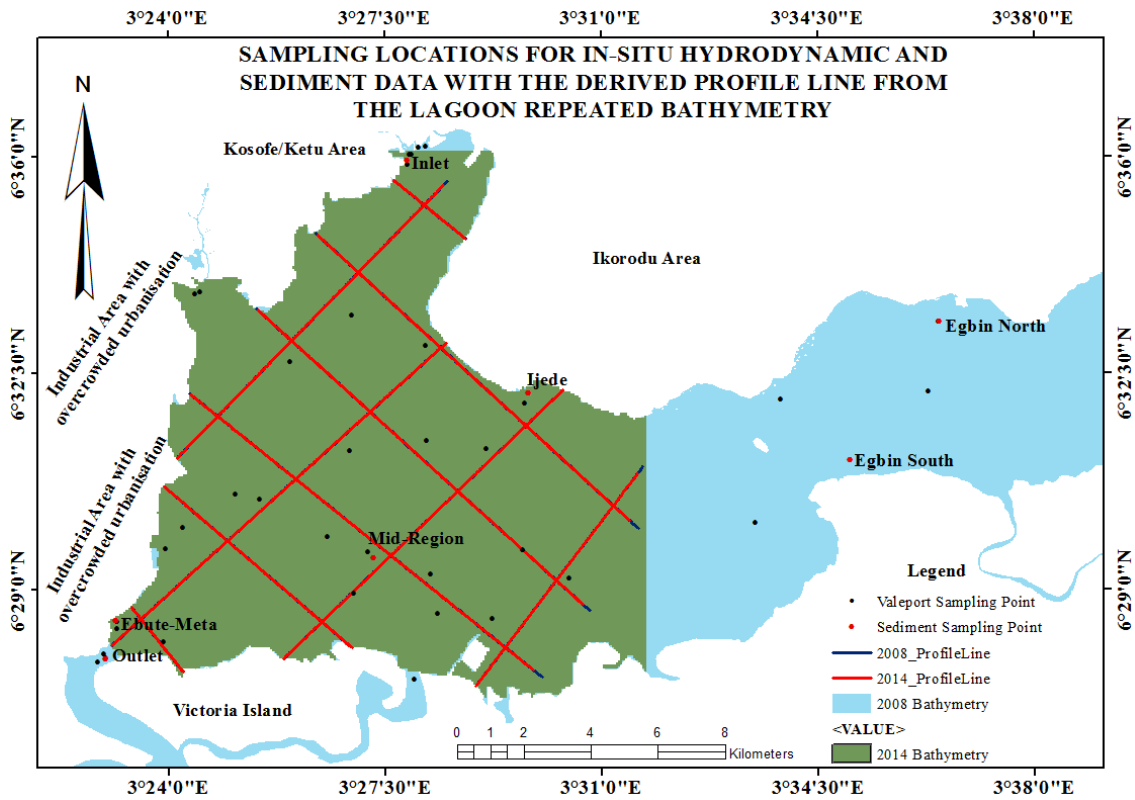 3°24'0"E 3°27'30"E 3°31'0"E 3°34'30"E 3°38'0"E
SAMPLING LOCATIONS FOR IN-SITU HYDRODYNAMIC AND
SEDIMENT DATA WITH THE DERIVED PROFILE LINE FROM
THE LAGOON REPEATED BATHYMETRY
N
Kosofe/Ketu Area
Inlet
6°36'0"N
6°36'0"N
Ikorodu Area
Industrial Area with
overcrowded urbanisation
Egbin North
6°32'30"N
6°32'30"N
Ijede
Industrial Area with
overcrowded urbanisation
Egbin South
Mid-Region
6°29'0"N
6°29'0"N
Ebute-Meta
Outlet
Victoria Island
Legend
Valeport Sampling Point
Sediment Sampling Point
2008_ProfileLine
2014_ProfileLine
2008 Bathymetry
<VALUE>
2014 Bathymetry
0 1 2 4 6 8
Kilometers
3°24'0"E 3°27'30"E 3°31'0"E 3°34'30"E 3°38'0"E